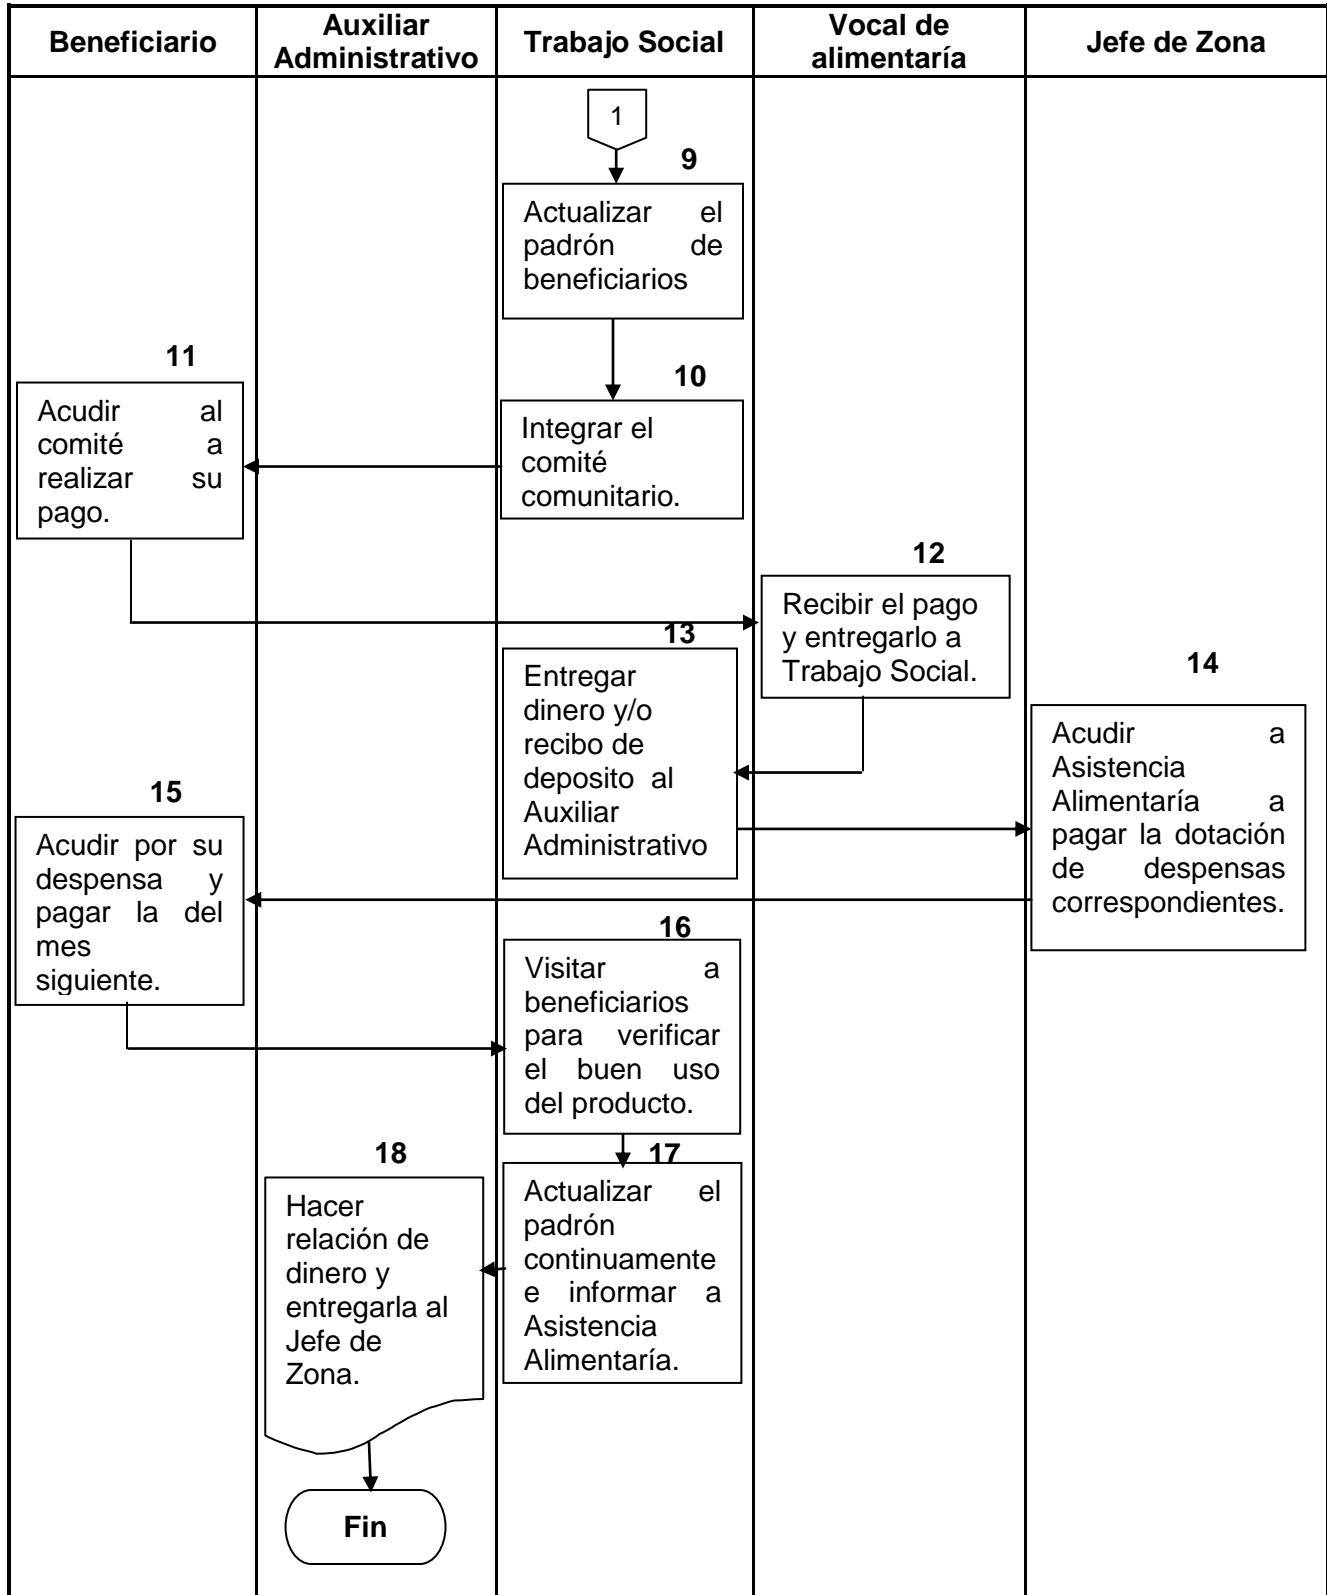 Beneficiario
Auxiliar
Administrativo
Trabajo Social
Vocal de
alimentaría
Jefe de Zona
1
9
Actualizar el
padrón de
beneficiarios
10
Integrar el
comité
comunitario.
11
Acudir al
comité a
realizar su
pago.
12
Recibir el pago
y entregarlo a
Trabajo Social.
13
Entregar
dinero y/o
recibo de
deposito al
Auxiliar
Administrativo
14
Acudir a
Asistencia
Alimentaría a
pagar la dotación
de despensas
correspondientes.
15
Acudir por su
despensa y
pagar la del
mes
siguiente.
16
Visitar a
beneficiarios
para verificar
el buen uso
del producto.
17
Actualizar el
padrón
continuamente
e informar a
Asistencia
Alimentaría.
18
Hacer
relación de
dinero y
entregarla al
Jefe de
Zona.
Fin